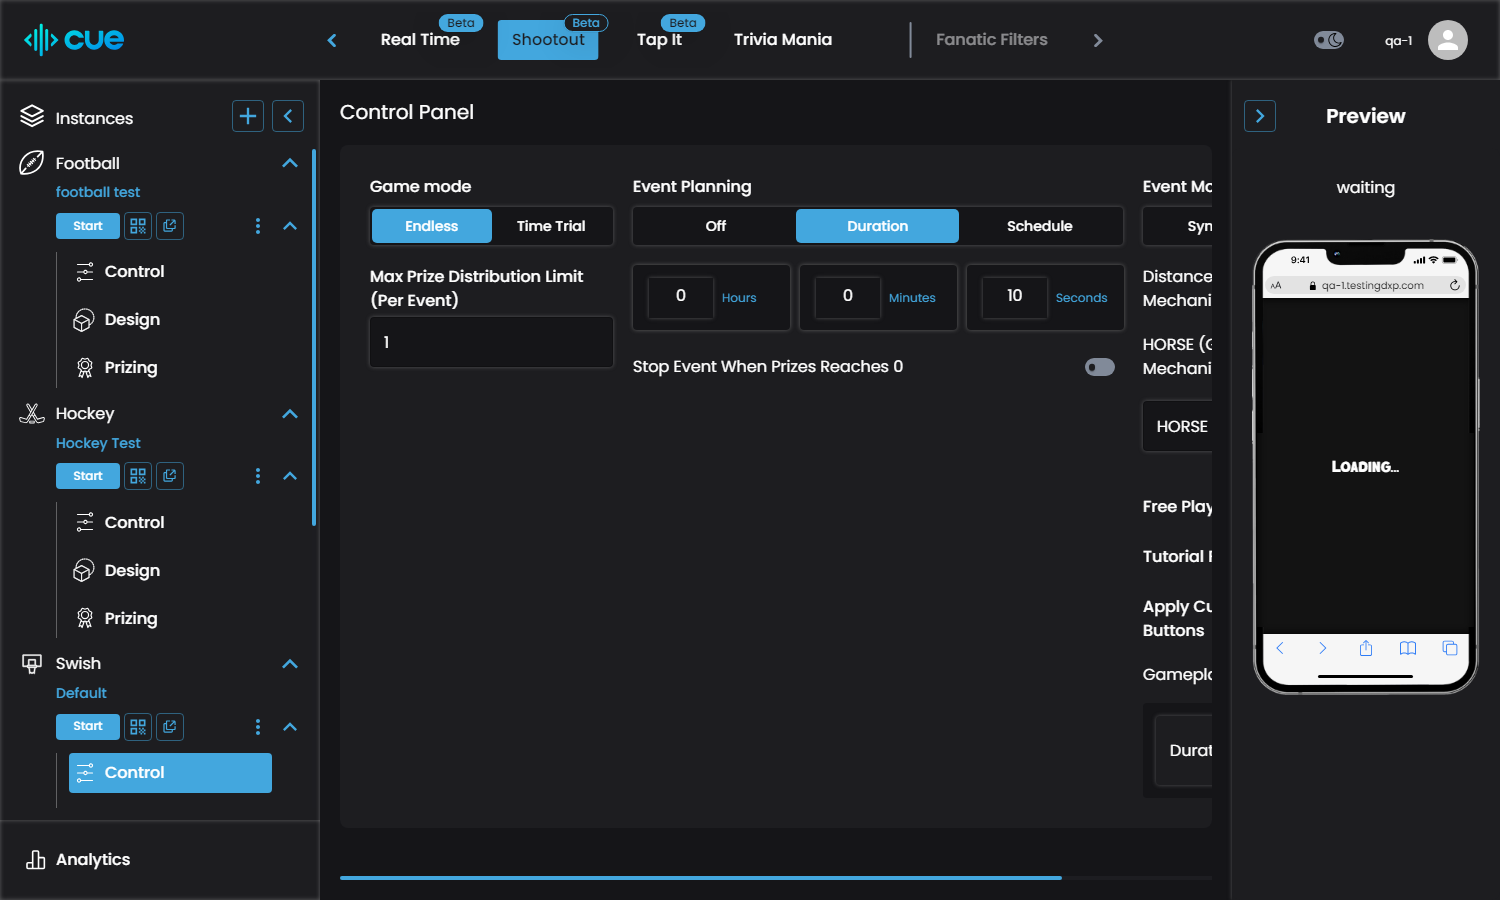 cue
Real Time
Beta
Shootout
Beta
Tap It
Beta
Trivia Mania
Fanatic Filters
qa-1
Instances
Football
football test
Start
Control
Design
Prizing
Hockey
Hockey Test
Start
Control
Design
Prizing
Swish
Default
Start
Control
Analytics
Control Panel
Game mode
Endless
Time Trial
Max Prize Distribution Limit
(Per Event)
1
Event Planning
Off
Duration
Schedule
0 Hours
0 Minutes
10 Seconds
Stop Event When Prizes Reaches 0
Event Mo
Syn
Distance
Mechani
HORSE (G
Mechani
HORSE
Free Play
Tutorial
Apply Cu
Buttons
Gamepla
Durat
Preview
waiting
9:41
AA
qa-1.testingdxp.com
Loading...